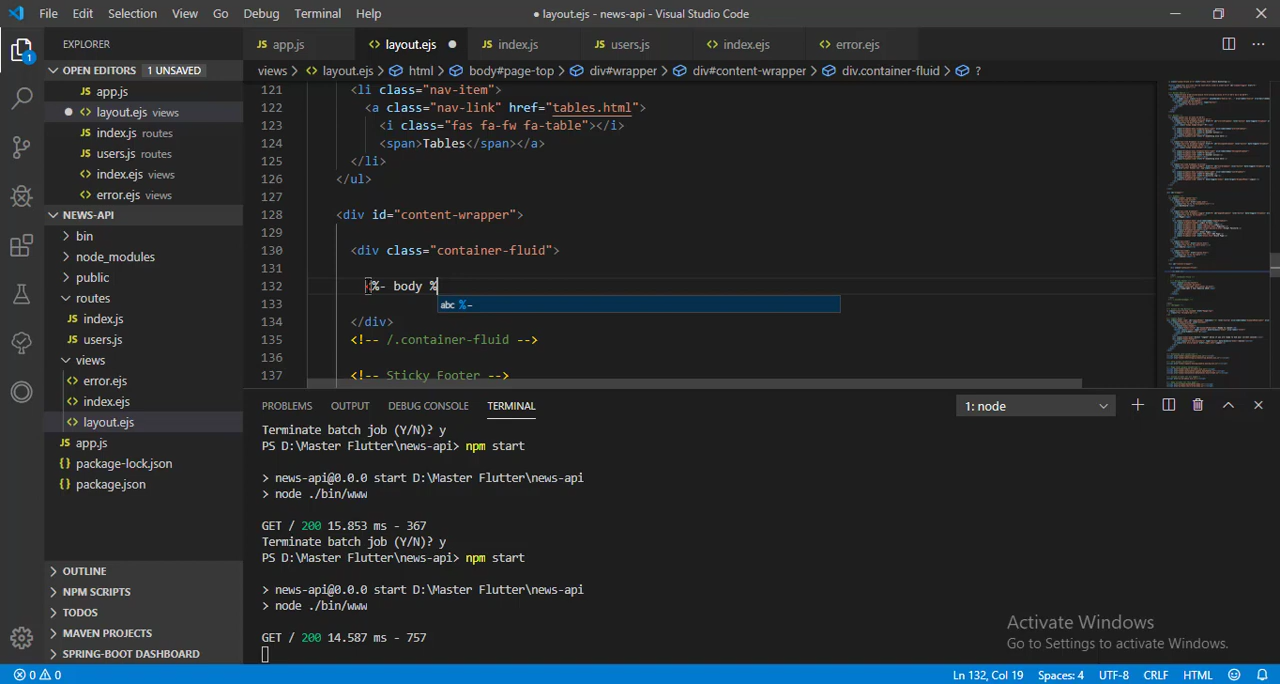 File Edit Selection View Go Debug Terminal Help
● layout.ejs - news-api - Visual Studio Code
EXPLORER
OPEN EDITORS 1 UNSAVED
app.js
layout.ejs views
index.js routes
users.js routes
index.ejs views
error.ejs views
NEWS-API
bin
node_modules
public
routes
JS index.js
JS users.js
views
error.ejs
index.ejs
layout.ejs
JS app.js
{} package-lock.json
{} package.json
OUTLINE
NPM SCRIPTS
TODOS
MAVEN PROJECTS
SPRING-BOOT DASHBOARD
1
JS app.js <> layout.ejs ● JS index.js JS users.js <> index.ejs <> error.ejs
views > layout.ejs > html > body#page-top > div#wrapper > div#content-wrapper > div.container-fluid > ?
121 <li class="nav-item">
122 <a class="nav-link" href="tables.html">
123 <i class="fas fa-fw fa-table"></i>
124 <span>Tables</span></a>
125 </li>
126 </ul>
127
128 <div id="content-wrapper">
129
130 <div class="container-fluid">
131
132 <%- body %
abc %-
133
134 </div>
135 <!-- /.container-fluid -->
136
137 <!-- Sticky Footer -->
PROBLEMS OUTPUT DEBUG CONSOLE TERMINAL 1: node
Terminate batch job (Y/N)? y
PS D:\Master Flutter\news-api> npm start
> news-api@0.0.0 start D:\Master Flutter\news-api
> node ./bin/www
GET / 200 15.853 ms - 367
Terminate batch job (Y/N)? y
PS D:\Master Flutter\news-api> npm start
> news-api@0.0.0 start D:\Master Flutter\news-api
> node ./bin/www
GET / 200 14.587 ms - 757
Activate Windows
Go to Settings to activate Windows.
0 0 Ln 132, Col 19 Spaces: 4 UTF-8 CRLF HTML